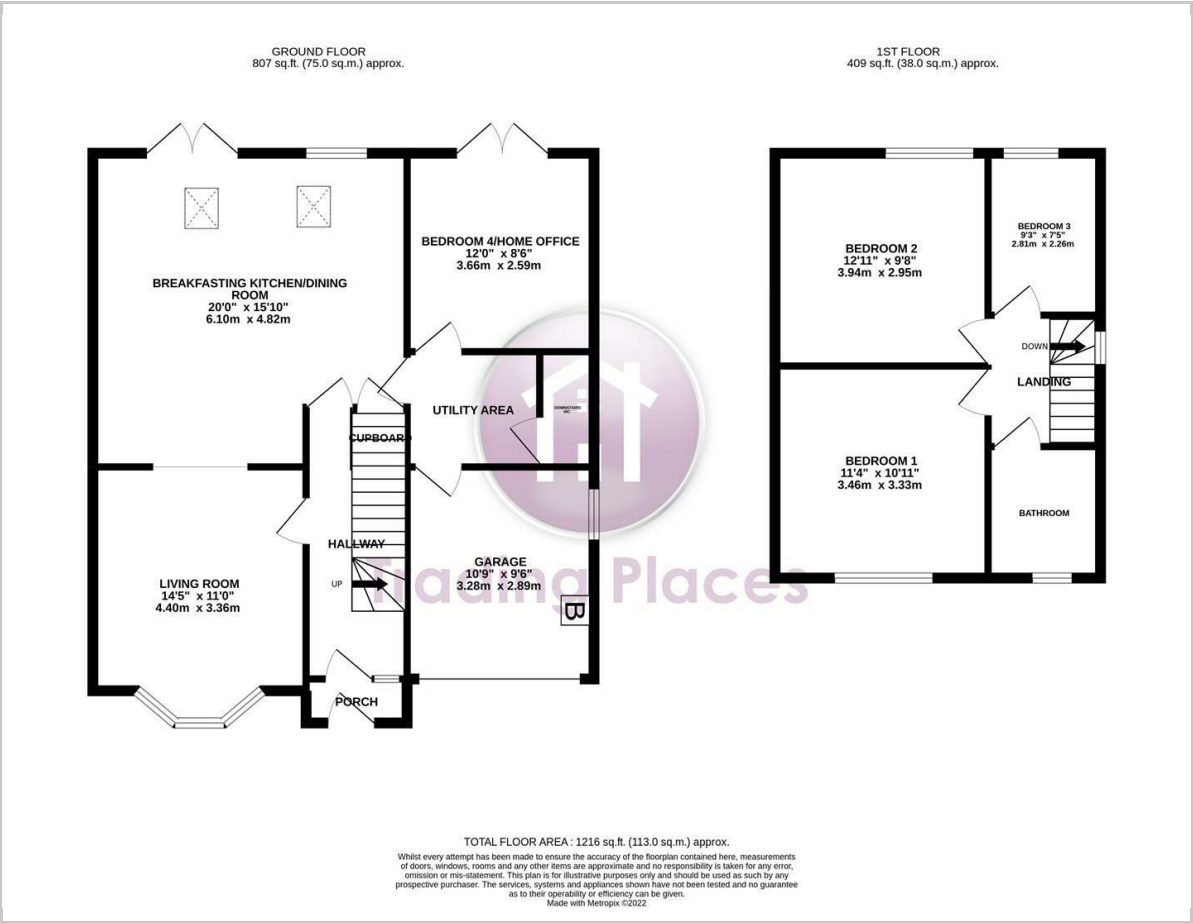 GROUND FLOOR
807 sq.ft. (75.0 sq.m.) approx.
1ST FLOOR
409 sq.ft. (38.0 sq.m.) approx.
BREAKFASTING KITCHEN/DINING
ROOM
20'0" x 15'10"
6.10m x 4.82m
BEDROOM 4/HOME OFFICE
12'0" x 8'6"
3.66m x 2.59m
UTILITY AREA
DOWNSTAIRS
WC
CUPBOARD
HALLWAY
UP
LIVING ROOM
14'5" x 11'0"
4.40m x 3.36m
GARAGE
10'9" x 9'6"
3.28m x 2.89m
B
PORCH
BEDROOM 2
12'11" x 9'8"
3.94m x 2.95m
BEDROOM 3
9'3" x 7'5"
2.81m x 2.26m
DOWN
LANDING
BEDROOM 1
11'4" x 10'11"
3.46m x 3.33m
BATHROOM
Trading Places
TOTAL FLOOR AREA : 1216 sq.ft. (113.0 sq.m.) approx.
Whilst every attempt has been made to ensure the accuracy of the floorplan contained here, measurements
of doors, windows, rooms and any other items are approximate and no responsibility is taken for any error,
omission or mis-statement. This plan is for illustrative purposes only and should be used as such by any
prospective purchaser. The services, systems and appliances shown have not been tested and no guarantee
as to their operability or efficiency can be given.
Made with Metropix ©2022